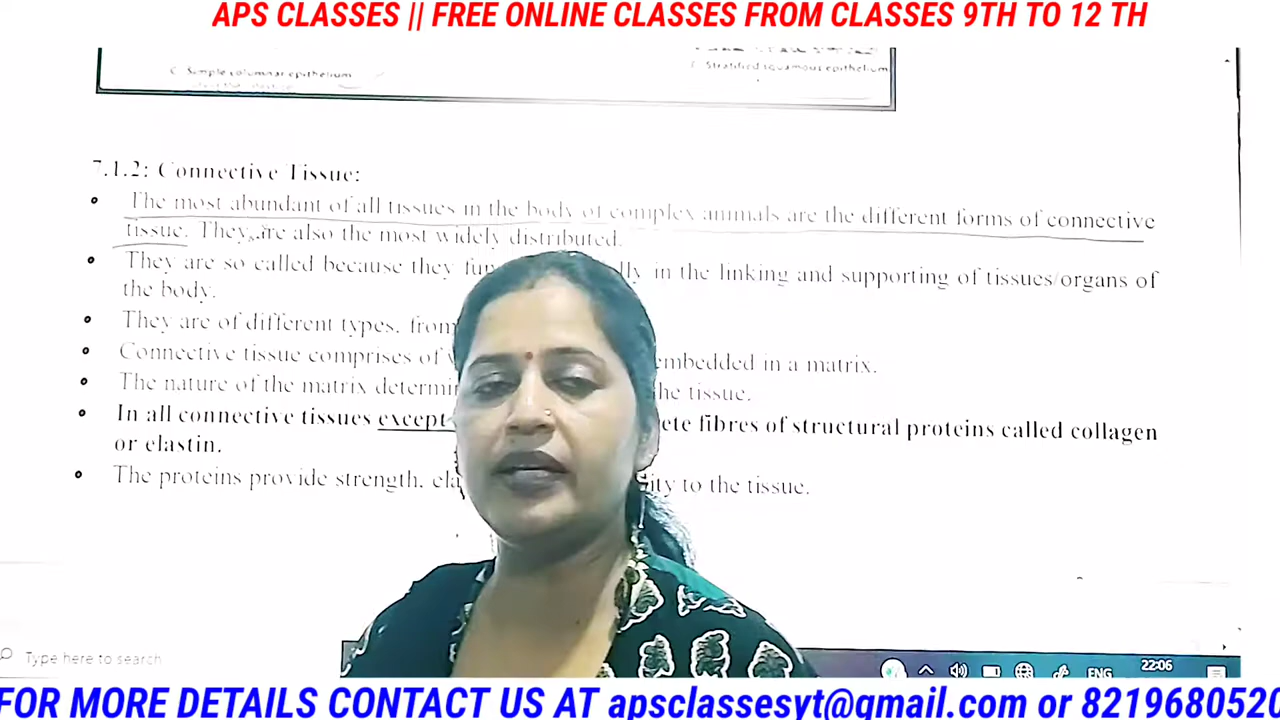 APS CLASSES || FREE ONLINE CLASSES FROM CLASSES 9TH TO 12 TH
C. Simple columnar epithelium
Stratified squamous epithelium
7.1.2: Connective Tissue:
The most abundant of all tissues in the body of complex animals are the different forms of connective
tissue. They are also the most widely distributed.
They are so called because they in the linking and supporting of tissues/organs of
the body.
They are of different types, from
Connective tissue comprises of embedded in a matrix.
The nature of the matrix the tissue.
In all connective tissues except fibres of structural proteins called collagen
or elastin.
The proteins provide strength, to the tissue.
Type here to search
ENG
22:06
FOR MORE DETAILS CONTACT US AT apsclassesyt@gmail.com or 8219680520